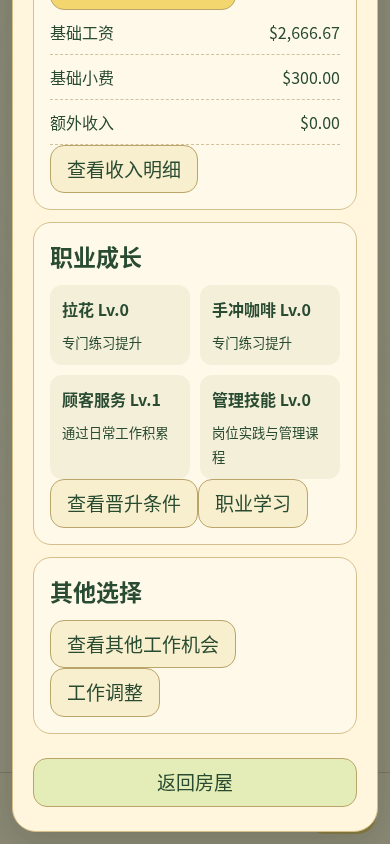 基础工资 $2,666.67
基础小费 $300.00
额外收入 $0.00
查看收入明细
职业成长
拉花 Lv.0
专门练习提升
手冲咖啡 Lv.0
专门练习提升
顾客服务 Lv.1
通过日常工作积累
管理技能 Lv.0
岗位实践与管理课
程
查看晋升条件
职业学习
其他选择
查看其他工作机会
工作调整
返回房屋